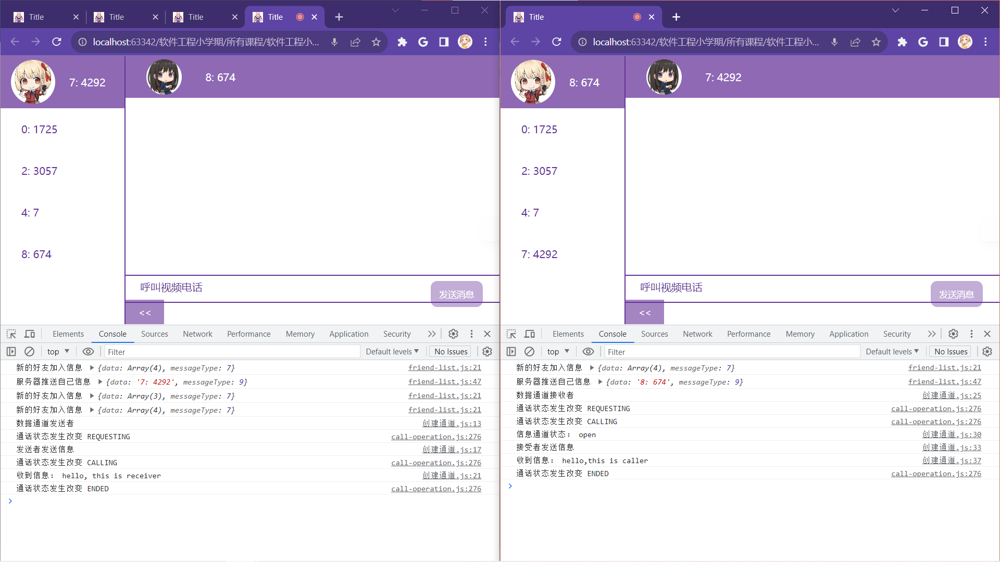 Title
Title
Title
Title
localhost:63342/软件工程小学期/所有课程/软件工程小...
7: 4292
8: 674
0: 1725
2: 3057
4: 7
8: 674
呼叫视频电话
发送消息
<<
Elements Console Sources Network Performance Memory Application Security
top Filter Default levels No Issues
新的好友加入信息 {data: Array(4), messageType: 7} friend-list.js:21
服务器推送自己信息 {data: '7: 4292', messageType: 9} friend-list.js:47
新的好友加入信息 {data: Array(3), messageType: 7} friend-list.js:21
新的好友加入信息 {data: Array(4), messageType: 7} friend-list.js:21
数据通道发送者 创建通道.js:13
通话状态发生改变 REQUESTING call-operation.js:276
发送者发送信息 创建通道.js:17
通话状态发生改变 CALLING call-operation.js:276
收到信息: hello, this is receiver 创建通道.js:21
通话状态发生改变 ENDED call-operation.js:276
Title
localhost:63342/软件工程小学期/所有课程/软件工程小...
8: 674
7: 4292
0: 1725
2: 3057
4: 7
7: 4292
呼叫视频电话
发送消息
<<
Elements Console Sources Network Performance Memory Application Security
top Filter Default levels No Issues
新的好友加入信息 {data: Array(4), messageType: 7} friend-list.js:21
服务器推送自己信息 {data: '8: 674', messageType: 9} friend-list.js:47
数据通道接收者 创建通道.js:25
通话状态发生改变 REQUESTING call-operation.js:276
通话状态发生改变 CALLING call-operation.js:276
信息通道状态: open 创建通道.js:30
接受者发送信息 创建通道.js:33
收到信息: hello,this is caller 创建通道.js:37
通话状态发生改变 ENDED call-operation.js:276